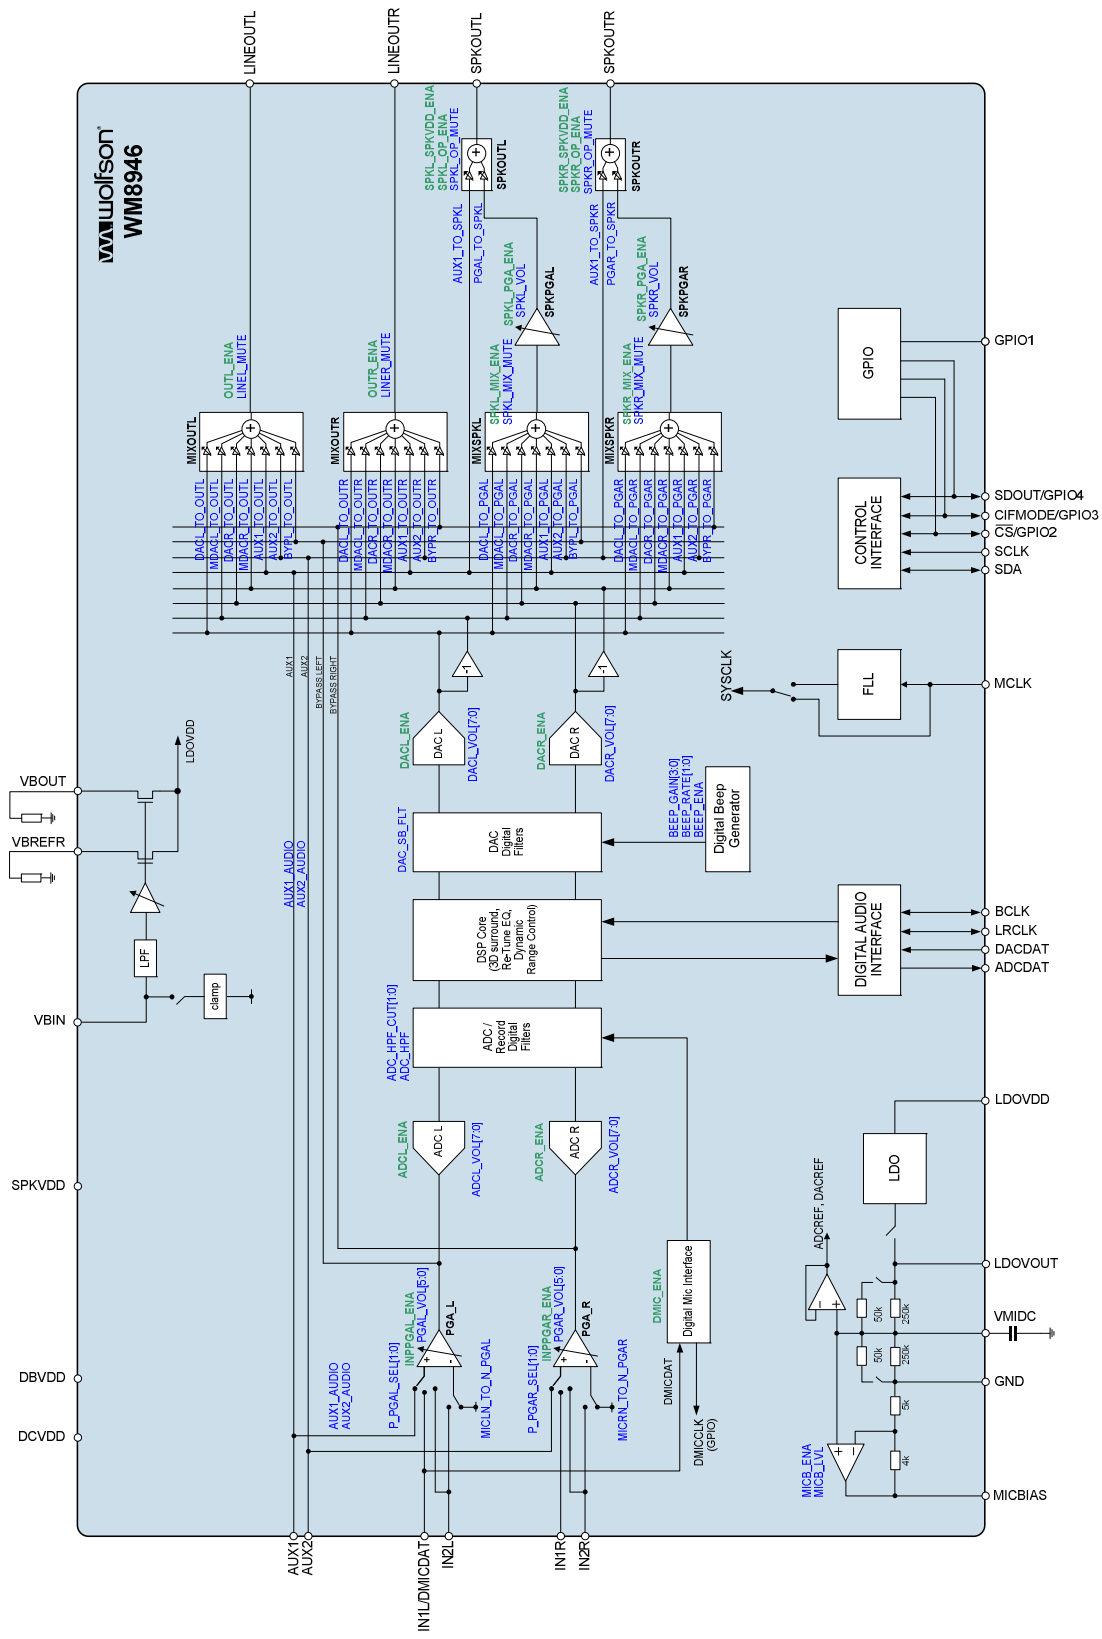 LINEOUTL
LINEOUTR
SPKOUTL
SPKOUTR
wolfson
WM8946
SPKL_SPKVDD_ENA
SPKL_OP_ENA
SPKL_OP_MUTE
SPKOUTL
SPKR_SPKVDD_ENA
SPKR_OP_ENA
SPKR_OP_MUTE
SPKOUTR
AUX1_TO_SPKL
PGAL_TO_SPKL
AUX1_TO_SPKR
PGAR_TO_SPKR
SPKL_PGA_ENA
SPKL_VOL
SPKPGAL
SPKR_PGA_ENA
SPKR_VOL
SPKPGAR
OUTL_ENA
LINEL_MUTE
OUTR_ENA
LINER_MUTE
SPKL_MIX_ENA
SPKL_MIX_MUTE
SPKR_MIX_ENA
SPKR_MIX_MUTE
MIXOUTL
MIXOUTR
MIXSPKL
MIXSPKR
DACL_TO_OUTL
MDACL_TO_OUTL
DACR_TO_OUTL
MDACR_TO_OUTL
AUX1_TO_OUTL
AUX2_TO_OUTL
BYPL_TO_OUTL
DACL_TO_OUTR
MDACL_TO_OUTR
DACR_TO_OUTR
MDACR_TO_OUTR
AUX1_TO_OUTR
AUX2_TO_OUTR
BYPR_TO_OUTR
DACL_TO_PGAL
MDACL_TO_PGAL
DACR_TO_PGAL
MDACR_TO_PGAL
AUX1_TO_PGAL
AUX2_TO_PGAL
BYPL_TO_PGAL
DACL_TO_PGAR
MDACL_TO_PGAR
DACR_TO_PGAR
MDACR_TO_PGAR
AUX1_TO_PGAR
AUX2_TO_PGAR
BYPR_TO_PGAR
GPIO
GPIO1
CONTROL
INTERFACE
SDOUT/GPIO4
CIFMODE/GPIO3
CS/GPIO2
SCLK
SDA
AUX1
AUX2
BYPASS LEFT
BYPASS RIGHT
-1
-1
SYSCLK
FLL
MCLK
DACL_ENA
DAC L
DACL_VOL[7:0]
DACR_ENA
DAC R
DACR_VOL[7:0]
LDOVDD
VBOUT
VBREFR
BEEP_GAIN[3:0]
BEEP_RATE[1:0]
BEEP_ENA
Digital Beep
Generator
DAC_SB_FLT
DAC
Digital
Filters
AUX1_AUDIO
AUX2_AUDIO
LPF
clamp
VBIN
DSP Core
(3D surround,
Re-Tune EQ,
Dynamic
Range Control)
DIGITAL AUDIO
INTERFACE
BCLK
LRCLK
DACDAT
ADCDAT
ADC_HPF_CUT[1:0]
ADC_HPF
ADC /
Record
Digital
Filters
ADCL_ENA
ADC L
ADCL_VOL[7:0]
ADCR_ENA
ADC R
ADCR_VOL[7:0]
LDOVDD
LDO
SPKVDD
ADCREF, DACREF
LDOVOUT
DMIC_ENA
Digital Mic Interface
INPPGAL_ENA
PGAL_VOL[5:0]
PGA_L
INPPGAR_ENA
PGAR_VOL[5:0]
PGA_R
+
-
+
-
50k
250k
50k
250k
5k
4k
VMIDC
GND
DBVDD
DCVDD
AUX1_AUDIO
AUX2_AUDIO
P_PGAL_SEL[1:0]
MICLN_TO_N_PGAL
P_PGAR_SEL[1:0]
MICRN_TO_N_PGAR
DMICDAT
DMICCLK
(GPIO)
MICB_ENA
MICB_LVL
MICBIAS
AUX1
AUX2
IN1L/DMICDAT
IN2L
IN1R
IN2R